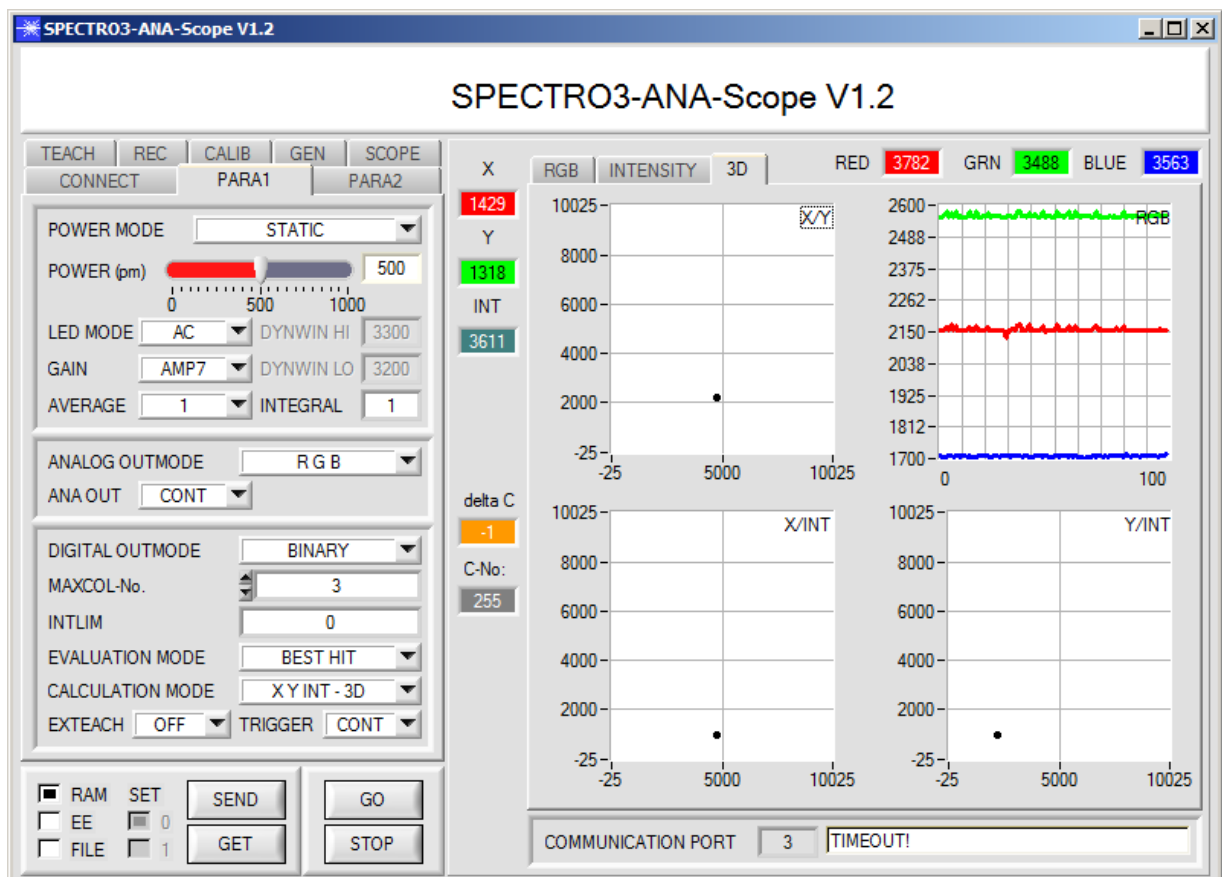 SPECTRO3-ANA-Scope V1.2
SPECTRO3-ANA-Scope V1.2
TEACH REC CALIB GEN SCOPE
CONNECT PARA1 PARA2
POWER MODE STATIC
POWER (pm) 500
0 500 1000
LED MODE AC DYNWIN HI 3300
GAIN AMP7 DYNWIN LO 3200
AVERAGE 1 INTEGRAL 1
ANALOG OUTMODE R G B
ANA OUT CONT
DIGITAL OUTMODE BINARY
MAXCOL-No. 3
INTLIM 0
EVALUATION MODE BEST HIT
CALCULATION MODE X Y INT - 3D
EXTEACH OFF TRIGGER CONT
RAM SET SEND GO
EE 0
FILE 1 GET STOP
X
1429
Y
1318
INT
3611
delta C
-1
C-No:
255
RGB INTENSITY 3D RED 3782 GRN 3488 BLUE 3563
X/Y
10025
8000
6000
4000
2000
-25
-25 5000 10025
RGB
2600
2488
2375
2262
2150
2038
1925
1812
1700
0 100
X/INT
10025
8000
6000
4000
2000
-25
-25 5000 10025
Y/INT
10025
8000
6000
4000
2000
-25
-25 5000 10025
COMMUNICATION PORT 3 TIMEOUT!